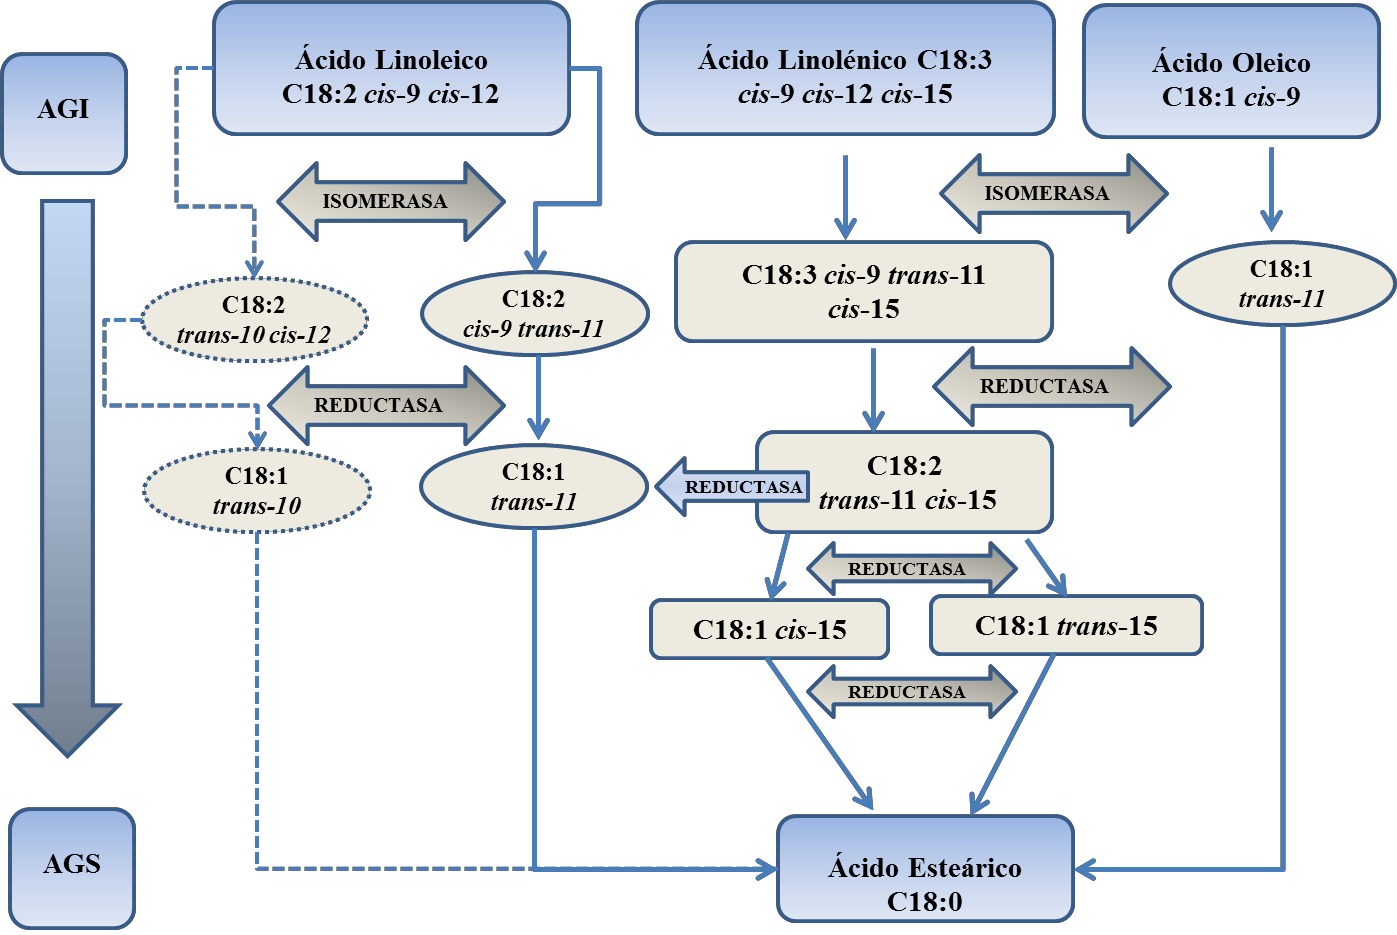 AGI
Ácido Linoleico
C18:2 cis-9 cis-12
Ácido Linolénico C18:3
cis-9 cis-12 cis-15
Ácido Oleico
C18:1 cis-9
ISOMERASA
ISOMERASA
C18:2
trans-10 cis-12
C18:2
cis-9 trans-11
C18:3 cis-9 trans-11
cis-15
C18:1
trans-11
REDUCTASA
REDUCTASA
C18:1
trans-10
C18:1
trans-11
REDUCTASA
C18:2
trans-11 cis-15
REDUCTASA
C18:1 cis-15
C18:1 trans-15
REDUCTASA
AGS
Ácido Esteárico
C18:0